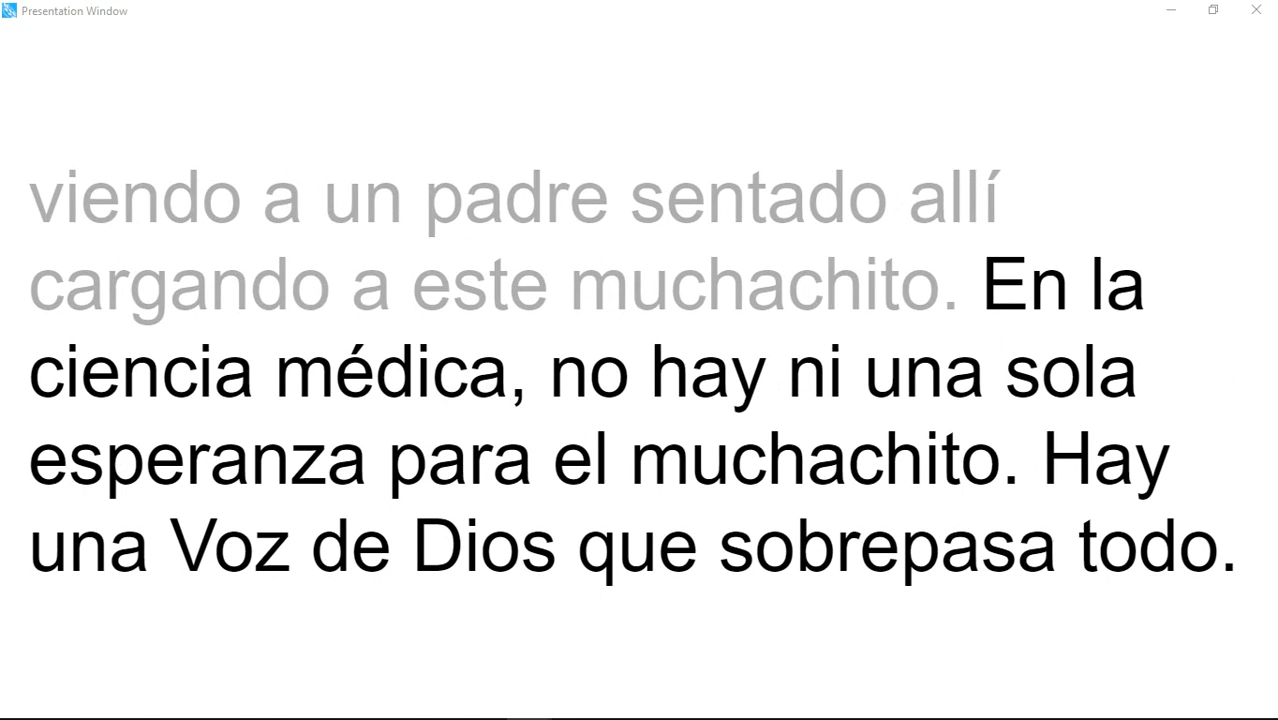 Presentation Window
viendo a un padre sentado allí
cargando a este muchachito. En la
ciencia médica, no hay ni una sola
esperanza para el muchachito. Hay
una Voz de Dios que sobrepasa todo.